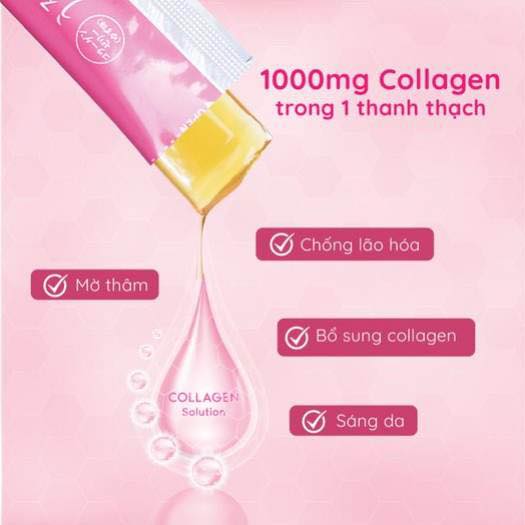 1000mg Collagen
trong 1 thanh thạch
Chống lão hóa
Mờ thâm
Bổ sung collagen
COLLAGEN
Solution
Sáng da